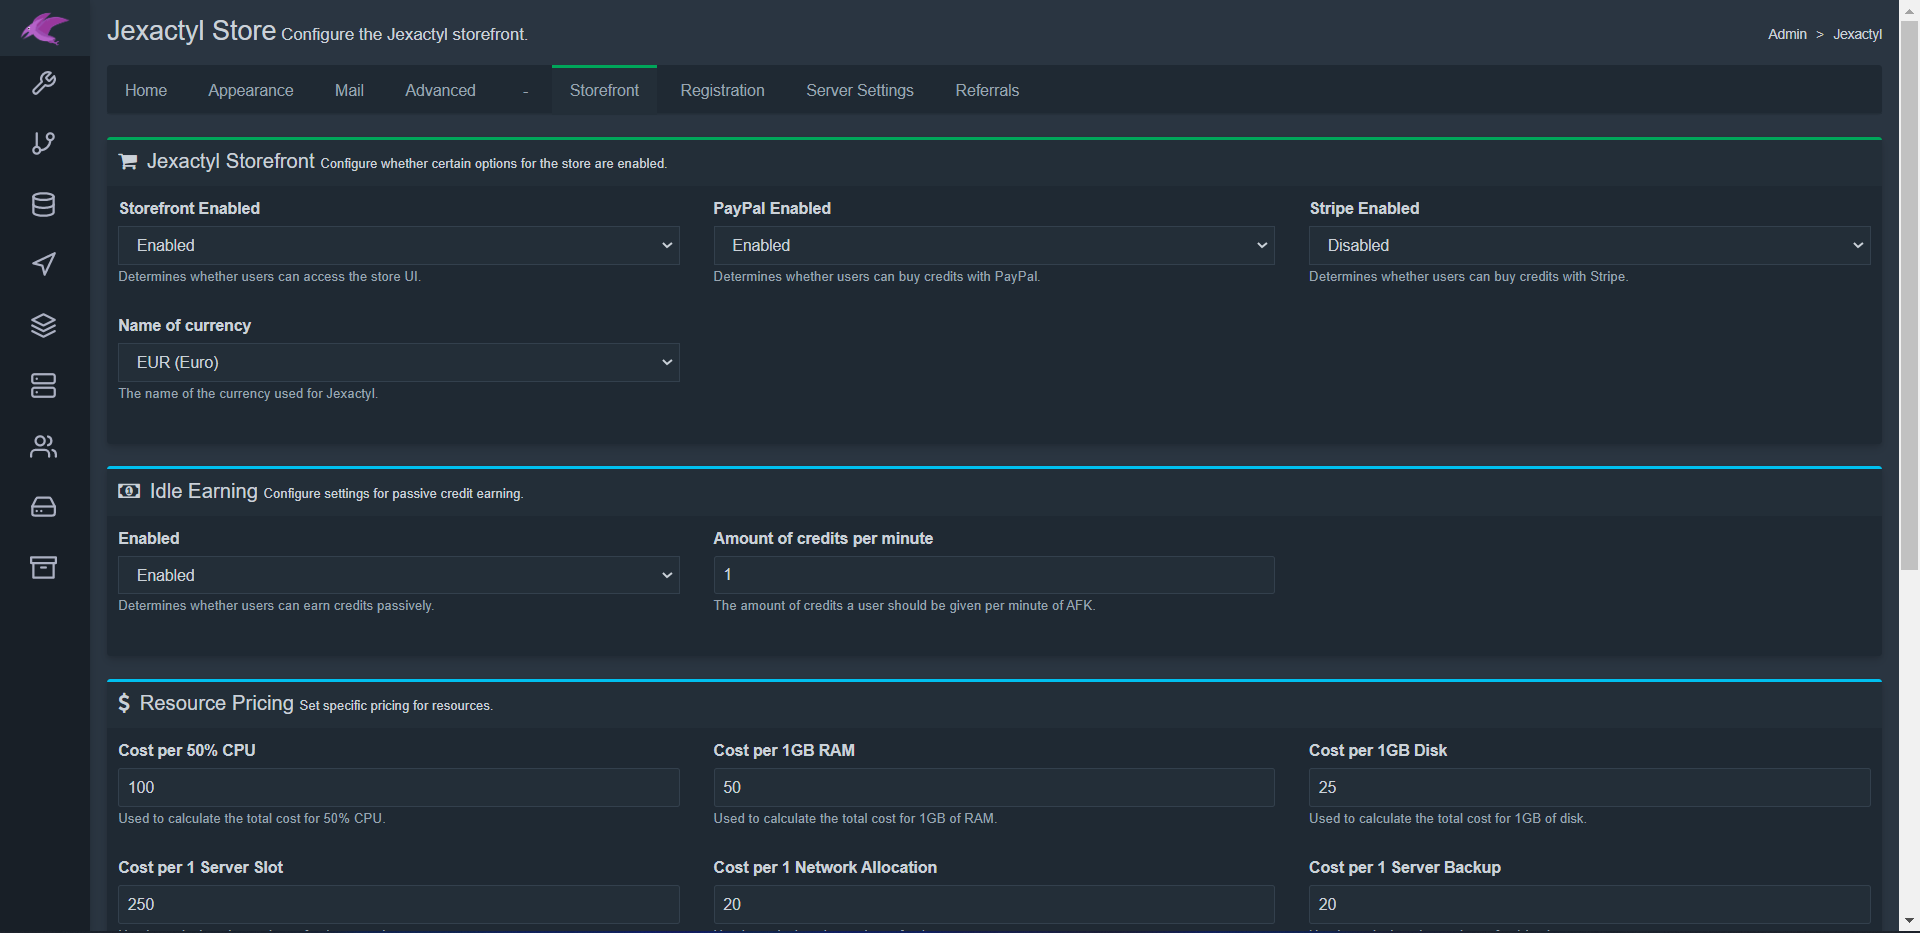 Jexactyl Store Configure the Jexactyl storefront.
Admin > Jexactyl
Home Appearance Mail Advanced - Storefront Registration Server Settings Referrals
Jexactyl Storefront Configure whether certain options for the store are enabled.
Storefront Enabled PayPal Enabled Stripe Enabled
Enabled Enabled Disabled
Determines whether users can access the store UI. Determines whether users can buy credits with PayPal. Determines whether users can buy credits with Stripe.
Name of currency
EUR (Euro)
The name of the currency used for Jexactyl.
Idle Earning Configure settings for passive credit earning.
Enabled Amount of credits per minute
Enabled 1
Determines whether users can earn credits passively. The amount of credits a user should be given per minute of AFK.
$ Resource Pricing Set specific pricing for resources.
Cost per 50% CPU Cost per 1GB RAM Cost per 1GB Disk
100 50 25
Used to calculate the total cost for 50% CPU. Used to calculate the total cost for 1GB of RAM. Used to calculate the total cost for 1GB of disk.
Cost per 1 Server Slot Cost per 1 Network Allocation Cost per 1 Server Backup
250 20 20